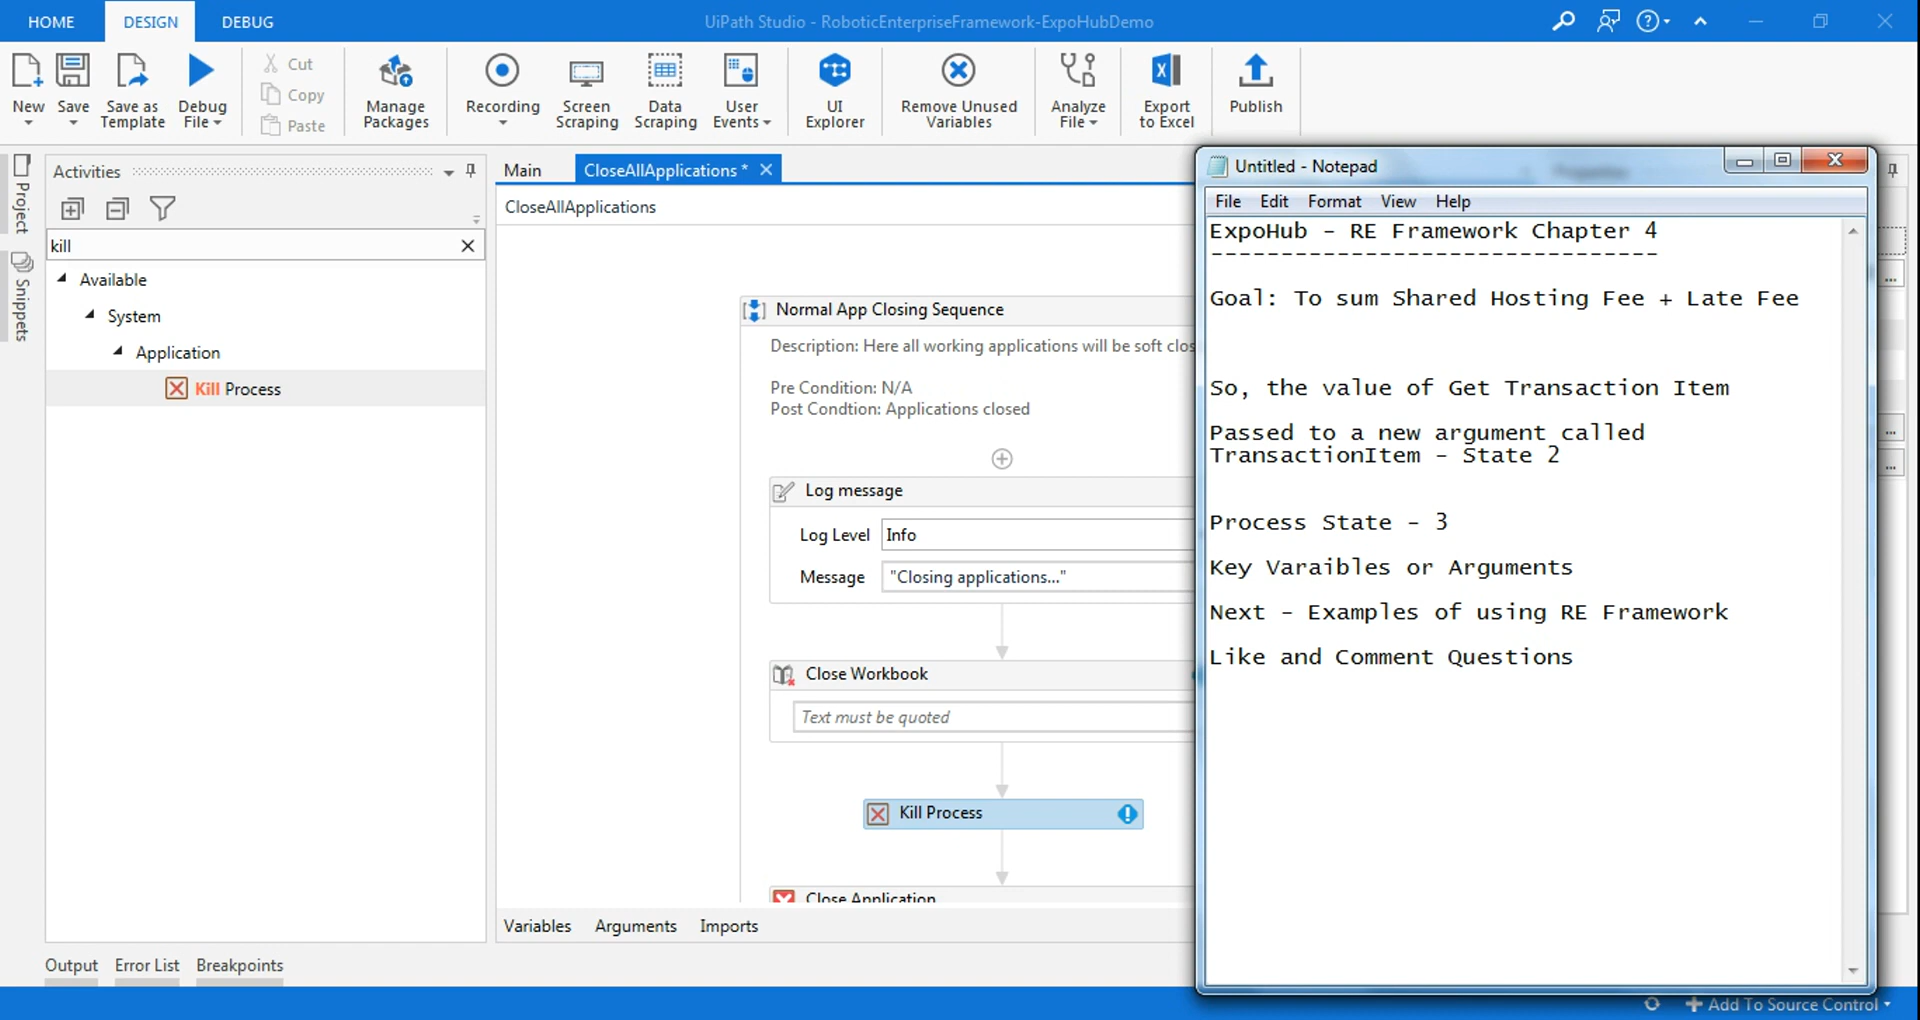 HOME
DESIGN
DEBUG
UiPath Studio - RoboticEnterpriseFramework-ExpoHubDemo
New
Save
Save as
Template
Debug
File
Cut
Copy
Paste
Manage
Packages
Recording
Screen
Scraping
Data
Scraping
User
Events
UI
Explorer
Remove Unused
Variables
Analyze
File
Export
to Excel
Publish
Project
Snippets
Activities
kill
Available
System
Application
Kill Process
Main
CloseAllApplications *
CloseAllApplications
Normal App Closing Sequence
Description: Here all working applications will be soft clos
Pre Condition: N/A
Post Condtion: Applications closed
Log message
Log Level
Info
Message
"Closing applications..."
Close Workbook
Text must be quoted
Kill Process
Close Application
Variables
Arguments
Imports
Output
Error List
Breakpoints
Properties
Untitled - Notepad
File
Edit
Format
View
Help
ExpoHub - RE Framework Chapter 4
--------------------------------
Goal: To sum Shared Hosting Fee + Late Fee
So, the value of Get Transaction Item
Passed to a new argument called
TransactionItem - State 2
Process State - 3
Key Varaibles or Arguments
Next - Examples of using RE Framework
Like and Comment Questions
Add To Source Control